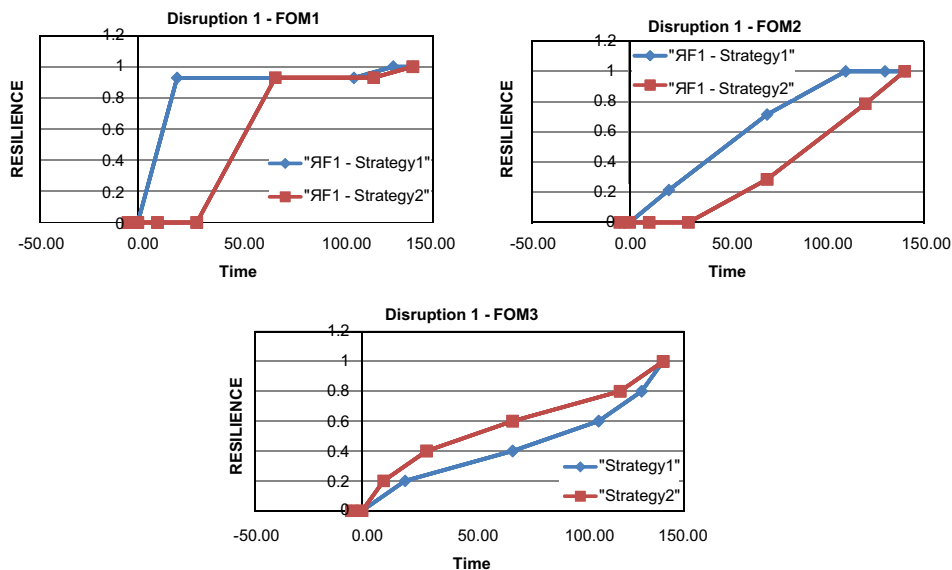 Disruption 1 - FOM1
1.2
1
0.8
0.6
0.4
0.2
0
RESILIENCE
"ЯF1 - Strategy1"
"ЯF1 - Strategy2"
-50.00 0.00 50.00 100.00 150.00
Time
Disruption 1 - FOM2
1.2
1
0.8
0.6
0.4
0.2
0
RESILIENCE
"ЯF1 - Strategy1"
"ЯF1 - Strategy2"
-50.00 0.00 50.00 100.00 150.00
Time
Disruption 1 - FOM3
1.2
1
0.8
0.6
0.4
0.2
0
RESILIENCE
"Strategy1"
"Strategy2"
-50.00 0.00 50.00 100.00 150.00
Time